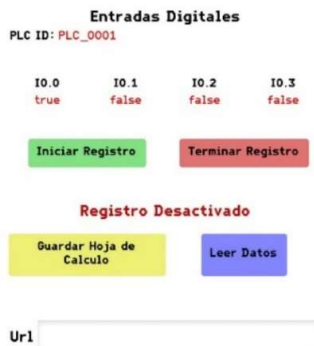 Entradas Digitales
PLC ID: PLC_0001
I0.0 I0.1 I0.2 I0.3
true false false false
Iniciar Registro Terminar Registro
Registro Desactivado
Guardar Hoja de Leer Datos
Calculo
Url